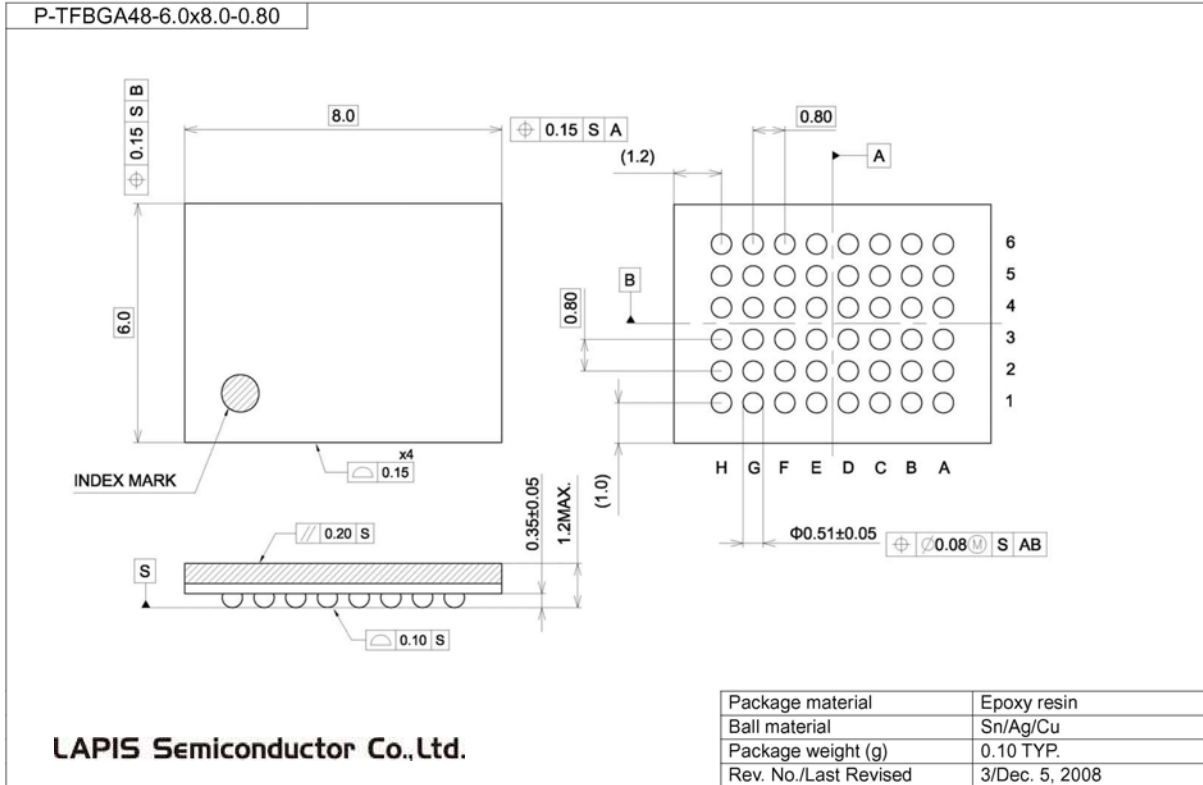 P-TFBGA48-6.0x8.0-0.80
0.15 S B
8.0
0.15 S A
0.80
(1.2)
A
6.0
B
0.80
6
5
4
3
2
1
INDEX MARK
x4
0.15
H G F E D C B A
(1.0)
Φ0.51±0.05
∅0.08Ⓜ S AB
0.20 S
0.35±0.05
1.2MAX.
S
0.10 S
Package material Epoxy resin
Ball material Sn/Ag/Cu
Package weight (g) 0.10 TYP.
Rev. No./Last Revised 3/Dec. 5, 2008
LAPIS Semiconductor Co.,Ltd.